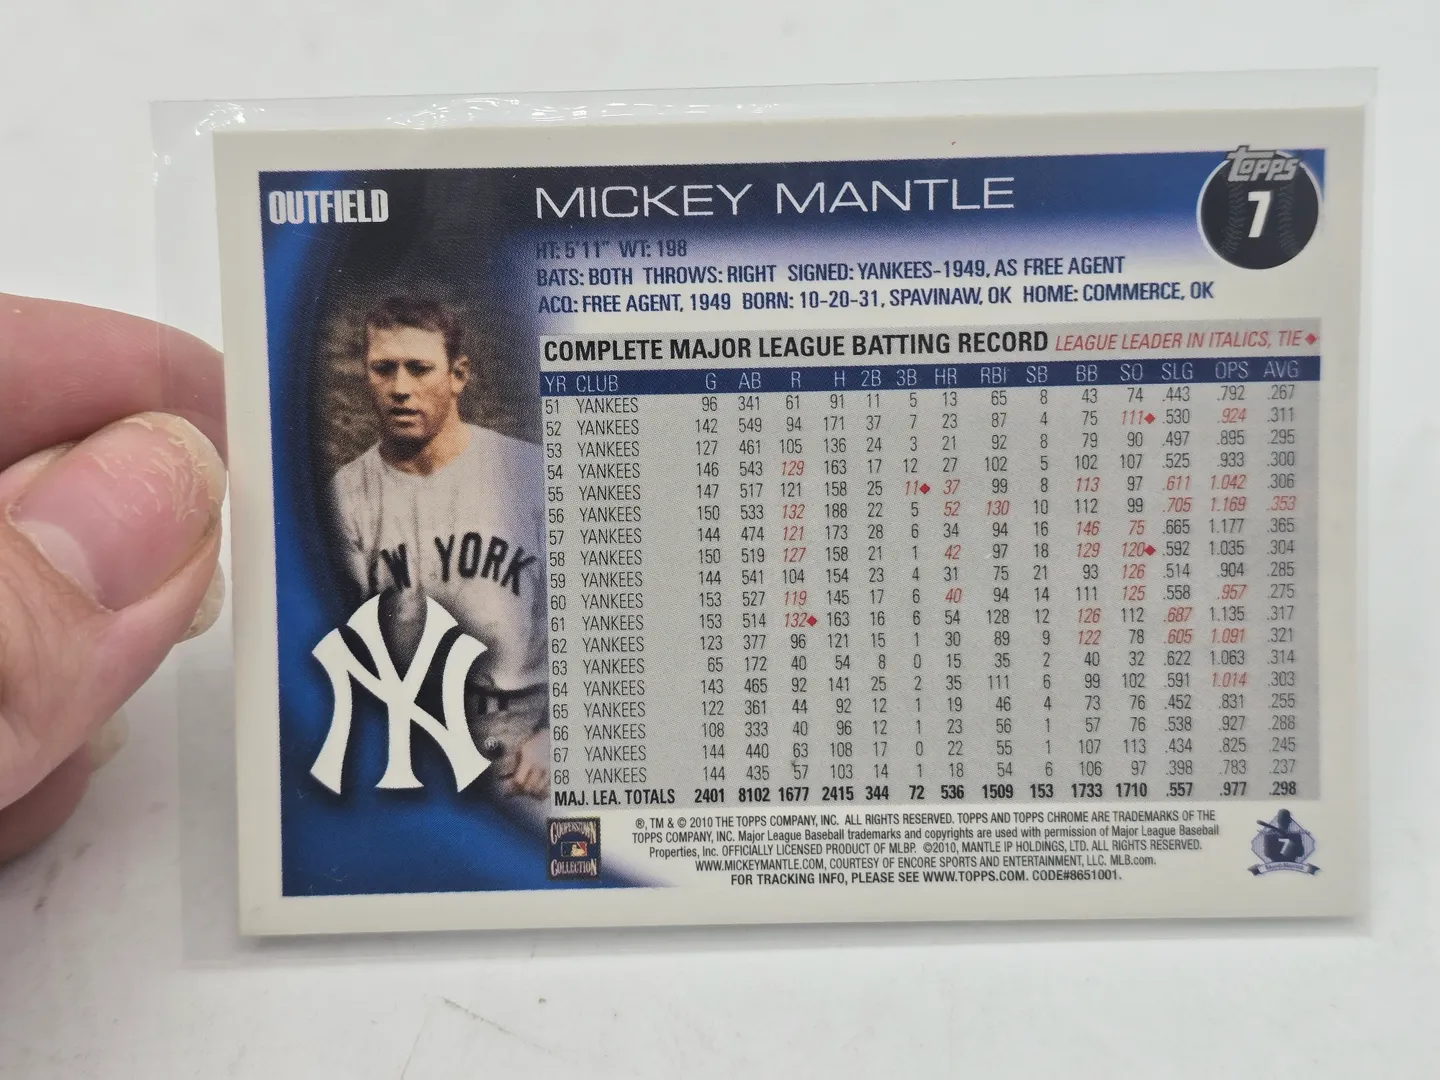 OUTFIELD
MICKEY MANTLE
Topps
7
HT: 5'11" WT: 198
BATS: BOTH THROWS: RIGHT SIGNED: YANKEES-1949, AS FREE AGENT
ACQ: FREE AGENT, 1949 BORN: 10-20-31, SPAVINAW, OK HOME: COMMERCE, OK
COMPLETE MAJOR LEAGUE BATTING RECORD LEAGUE LEADER IN ITALICS, TIE ♦
YR CLUB G AB R H 2B 3B HR RBI SB BB SO SLG OPS AVG
51 YANKEES 96 341 61 91 11 5 13 65 8 43 74 .443 .792 .267
52 YANKEES 142 549 94 171 37 7 23 87 4 75 111♦ .530 .924 .311
53 YANKEES 127 461 105 136 24 3 21 92 8 79 90 .497 .895 .295
54 YANKEES 146 543 129 163 17 12 27 102 5 102 107 .525 .933 .300
55 YANKEES 147 517 121 158 25 11♦ 37 99 8 113 97 .611 1.042 .306
56 YANKEES 150 533 132 188 22 5 52 130 10 112 99 .705 1.169 .353
57 YANKEES 144 474 121 173 28 6 34 94 16 146 75 .665 1.177 .365
58 YANKEES 150 519 127 158 21 1 42 97 18 129 120♦ .592 1.035 .304
59 YANKEES 144 541 104 154 23 4 31 75 21 93 126 .514 .904 .285
60 YANKEES 153 527 119 145 17 6 40 94 14 111 125 .558 .957 .275
61 YANKEES 153 514 132♦ 163 16 6 54 128 12 126 112 .687 1.135 .317
62 YANKEES 123 377 96 121 15 1 30 89 9 122 78 .605 1.091 .321
63 YANKEES 65 172 40 54 8 0 15 35 2 40 32 .622 1.063 .314
64 YANKEES 143 465 92 141 25 2 35 111 6 99 102 .591 1.014 .303
65 YANKEES 122 361 44 92 12 1 19 46 4 73 76 .452 .831 .255
66 YANKEES 108 333 40 96 12 1 23 56 1 57 76 .538 .927 .288
67 YANKEES 144 440 63 108 17 0 22 55 1 107 113 .434 .825 .245
68 YANKEES 144 435 57 103 14 1 18 54 6 106 97 .398 .783 .237
MAJ. LEA. TOTALS 2401 8102 1677 2415 344 72 536 1509 153 1733 1710 .557 .977 .298
W YORK
NY
®
COOPERSTOWN
COLLECTION
®, TM & © 2010 THE TOPPS COMPANY, INC. ALL RIGHTS RESERVED. TOPPS AND TOPPS CHROME ARE TRADEMARKS OF THE
TOPPS COMPANY, INC. Major League Baseball trademarks and copyrights are used with permission of Major League Baseball
Properties, Inc. OFFICIALLY LICENSED PRODUCT OF MLBP. ©2010, MANTLE IP HOLDINGS, LTD. ALL RIGHTS RESERVED.
WWW.MICKEYMANTLE.COM, COURTESY OF ENCORE SPORTS AND ENTERTAINMENT, LLC. MLB.com.
FOR TRACKING INFO, PLEASE SEE WWW.TOPPS.COM. CODE#8651001.
7